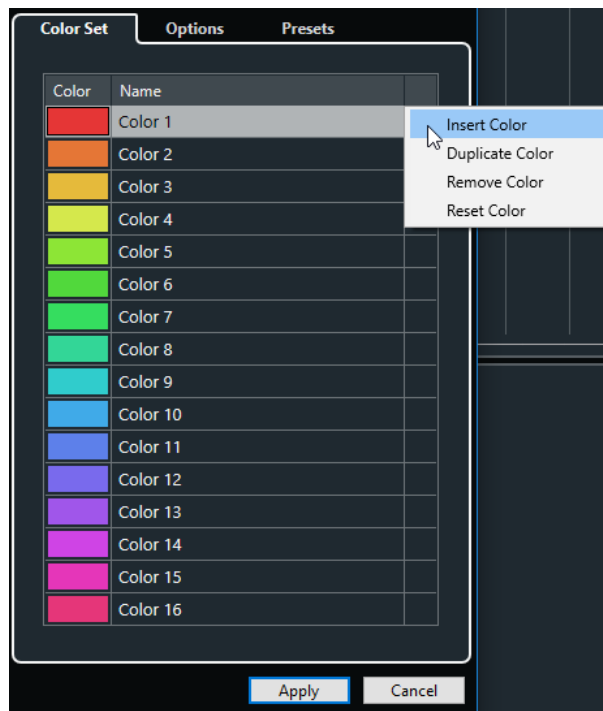 Color Set Options Presets
Color Name
Color 1
Insert Color
Color 2
Duplicate Color
Color 3
Remove Color
Color 4
Reset Color
Color 5
Color 6
Color 7
Color 8
Color 9
Color 10
Color 11
Color 12
Color 13
Color 14
Color 15
Color 16
Apply Cancel